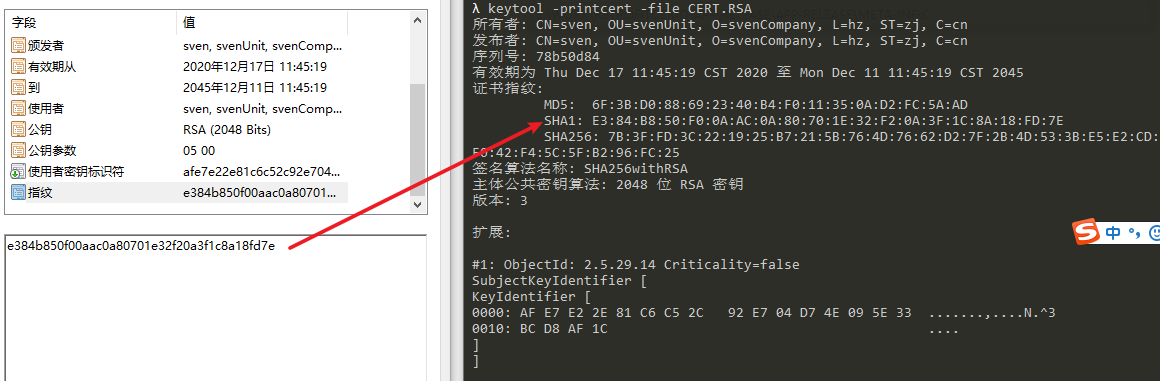 字段 值
颁发者 sven, svenUnit, svenComp...
有效期从 2020年12月17日 11:45:19
到 2045年12月11日 11:45:19
使用者 sven, svenUnit, svenComp...
公钥 RSA (2048 Bits)
公钥参数 05 00
使用者密钥标识符 afe7e22e81c6c52c92e704...
指纹 e384b850f00aac0a80701...
e384b850f00aac0a80701e32f20a3f1c8a18fd7e
λ keytool -printcert -file CERT.RSA
所有者: CN=sven, OU=svenUnit, O=svenCompany, L=hz, ST=zj, C=cn
发布者: CN=sven, OU=svenUnit, O=svenCompany, L=hz, ST=zj, C=cn
序列号: 78b50d84
有效期为 Thu Dec 17 11:45:19 CST 2020 至 Mon Dec 11 11:45:19 CST 2045
证书指纹:
MD5: 6F:3B:D0:88:69:23:40:B4:F0:11:35:0A:D2:FC:5A:AD
SHA1: E3:84:B8:50:F0:0A:AC:0A:80:70:1E:32:F2:0A:3F:1C:8A:18:FD:7E
SHA256: 7B:3F:FD:3C:22:19:25:B7:21:5B:76:4D:76:62:D2:7F:2B:4D:53:3B:E5:E2:CD:
F0:42:F4:5C:5F:B2:96:FC:25
签名算法名称: SHA256withRSA
主体公共密钥算法: 2048 位 RSA 密钥
版本: 3
扩展:
#1: ObjectId: 2.5.29.14 Criticality=false
SubjectKeyIdentifier [
KeyIdentifier [
0000: AF E7 E2 2E 81 C6 C5 2C 92 E7 04 D7 4E 09 5E 33 .......,....N.^3
0010: BC D8 AF 1C ....
]
]
S 中 °,